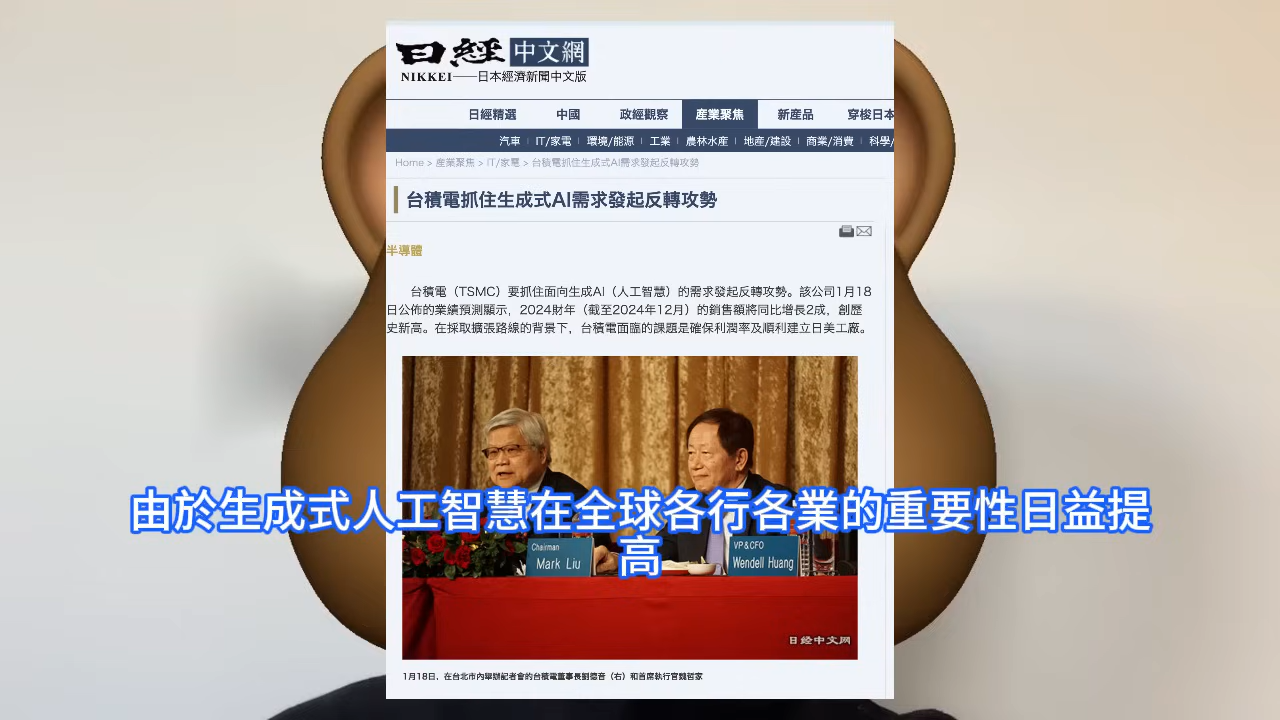 日経中文網
NIKKEI——日本經濟新聞中文版
日經精選 中國 政經觀察 產業聚焦 新產品 穿梭日本
汽車 | IT/家電 | 環境/能源 | 工業 | 農林水産 | 地産/建設 | 商業/消費 | 科學/
Home > 産業聚焦 > IT/家電 > 台積電抓住生成式AI需求發起反轉攻勢
台積電抓住生成式AI需求發起反轉攻勢
半導體
台積電（TSMC）要抓住面向生成AI（人工智慧）的需求發起反轉攻勢。該公司1月18
日公佈的業績預測顯示，2024財年（截至2024年12月）的銷售額將同比增長2成，創歷
史新高。在採取擴張路線的背景下，台積電面臨的課題是確保利潤率及順利建立日美工廠。
由於生成式人工智慧在全球各行各業的重要性日益提
高
Chairman
Mark Liu
VP & CFO
Wendell Huang
日经中文网
1月18日，在台北市內舉辦記者會的台積電董事長劉德音（右）和首席執行官魏哲家